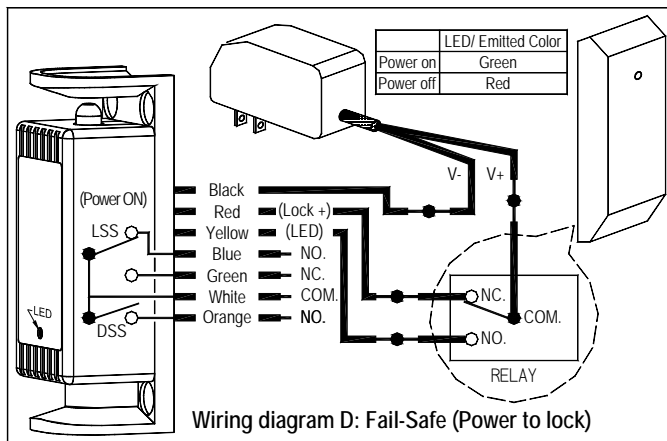 LED/ Emitted Color
Power on Green
Power off Red
V- V+
(Power ON)
LSS
LED
DSS
Black
Red (Lock +)
Yellow (LED)
Blue NO.
Green NC.
White COM.
Orange NO.
NC.
COM.
NO.
RELAY
Wiring diagram D: Fail-Safe (Power to lock)